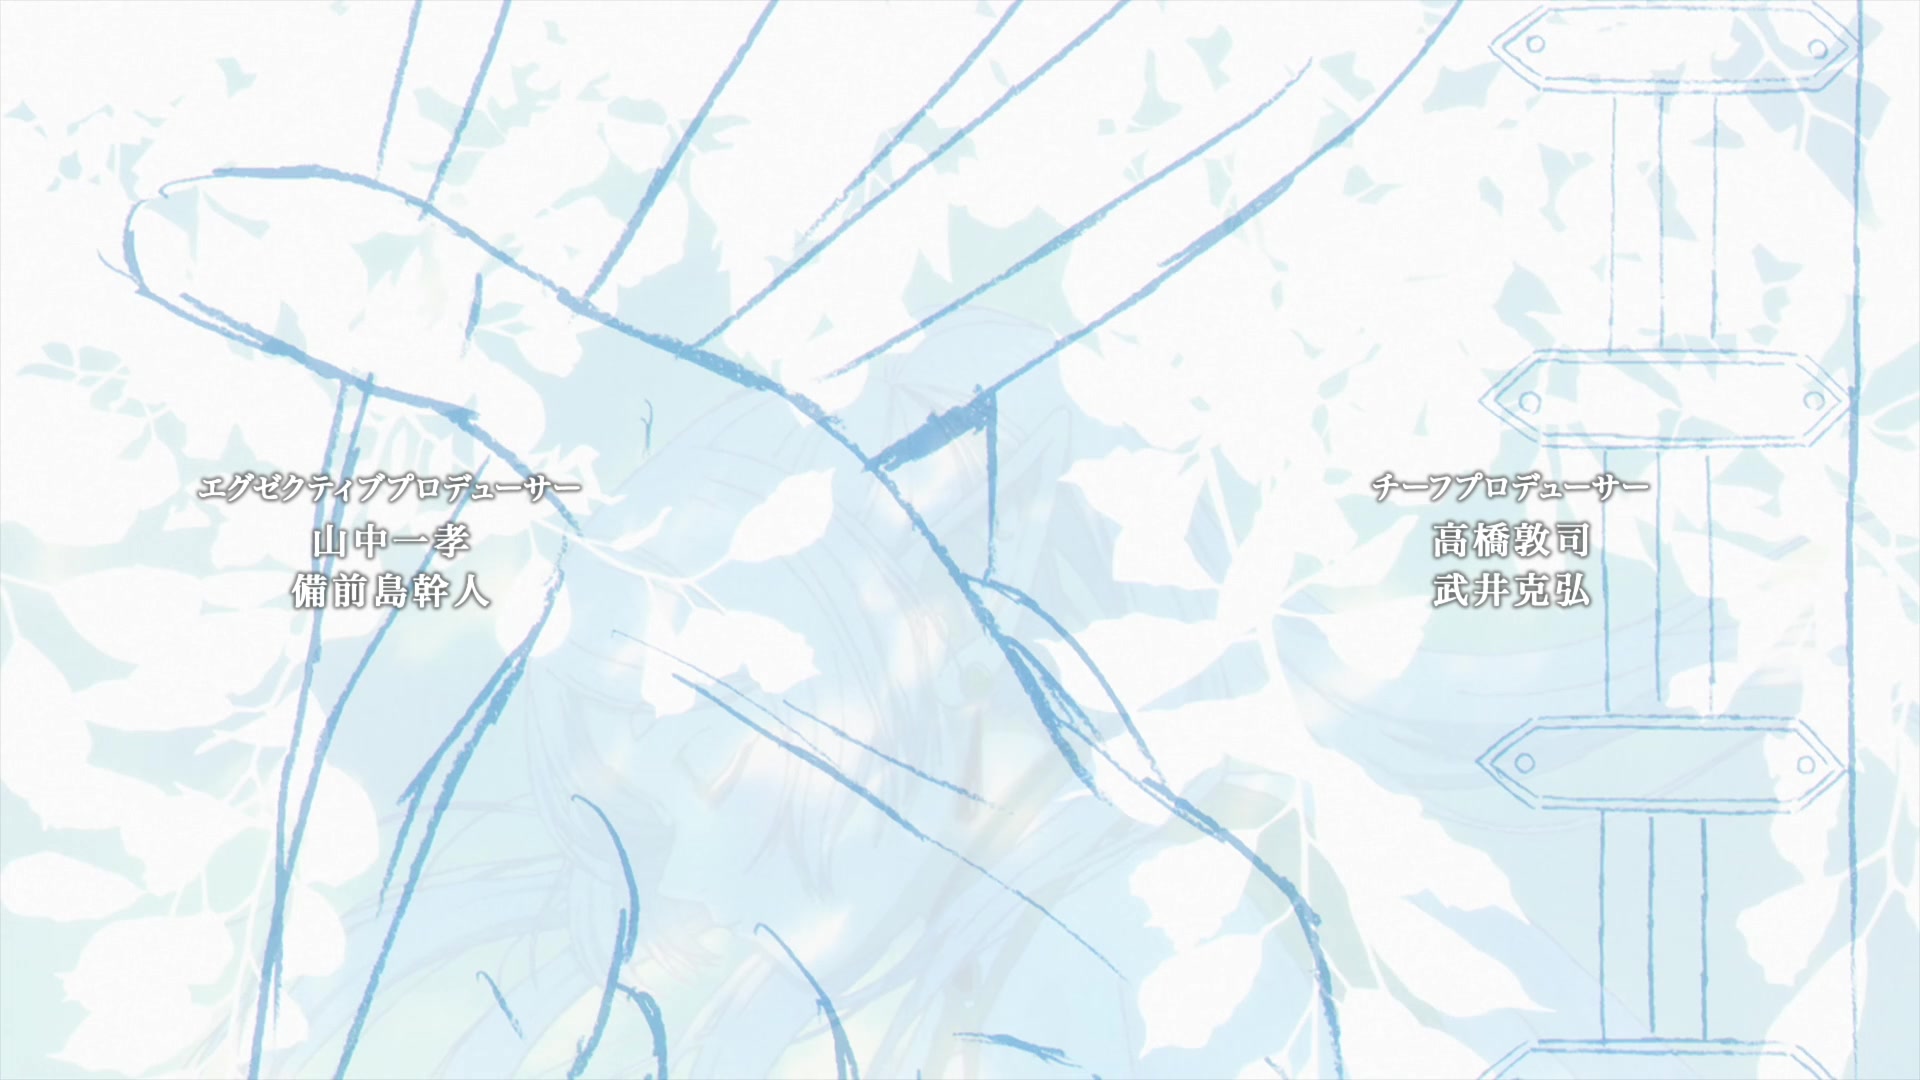 エグゼクティブプロデューサー
山中一孝
備前島幹人
チーフプロデューサー
高橋敦司
武井克弘